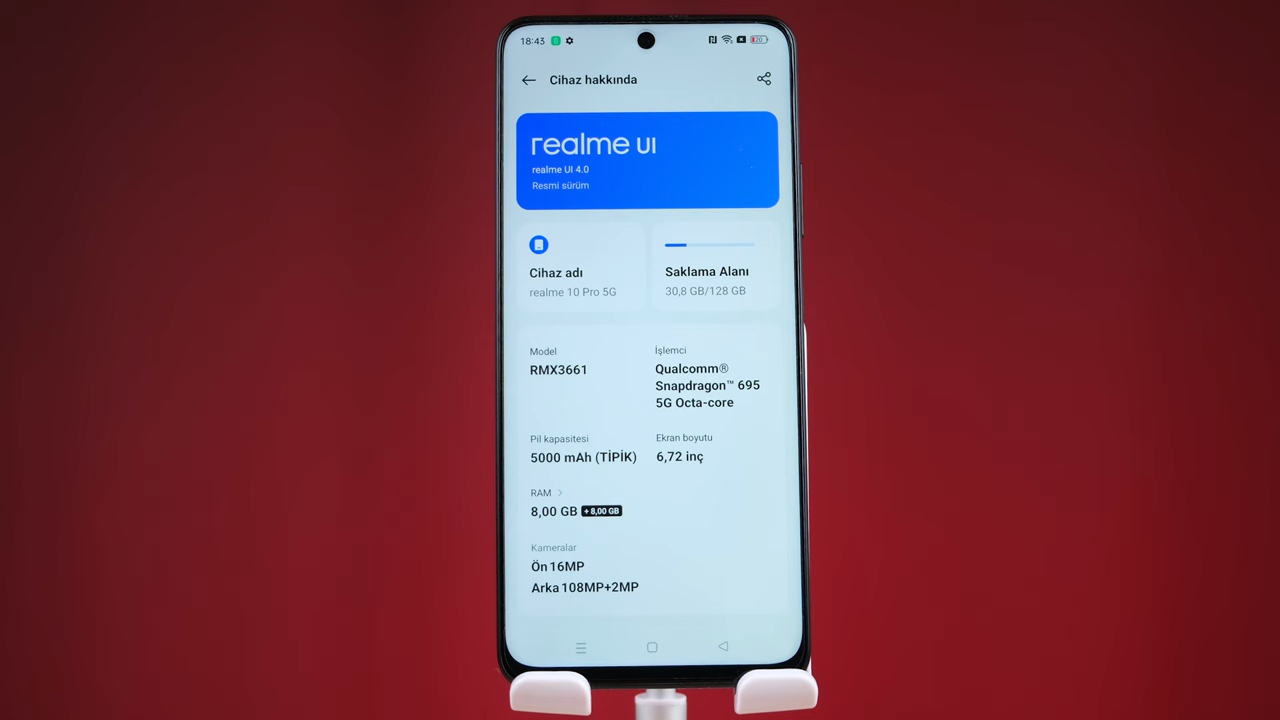 18:43
20
Cihaz hakkında
realme UI
realme UI 4.0
Resmi sürüm
Cihaz adı
realme 10 Pro 5G
Saklama Alanı
30,8 GB/128 GB
Model
RMX3661
İşlemci
Qualcomm®
Snapdragon™ 695
5G Octa-core
Pil kapasitesi
5000 mAh (TİPİK)
Ekran boyutu
6,72 inç
RAM >
8,00 GB +8,00 GB
Kameralar
Ön 16MP
Arka 108MP+2MP